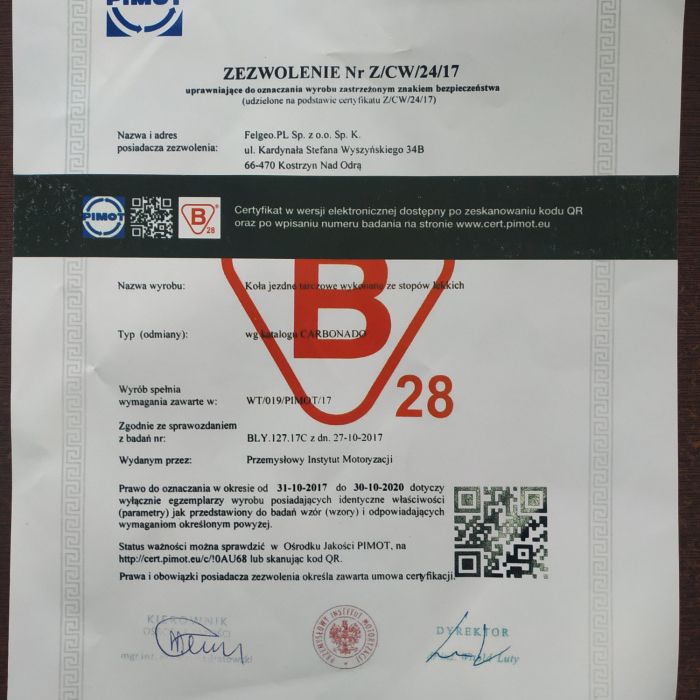 PIMOT
ZEZWOLENIE Nr Z/CW/24/17
uprawniające do oznaczania wyrobu zastrzeżonym znakiem bezpieczeństwa
(udzielone na podstawie certyfikatu Z/CW/24/17)
Nazwa i adres
posiadacza zezwolenia:
Felgeo.PL Sp. z o.o. Sp. K.
ul. Kardynała Stefana Wyszyńskiego 34B
66-470 Kostrzyn Nad Odrą
PIMOT
B
28
Certyfikat w wersji elektronicznej dostępny po zeskanowaniu kodu QR
oraz po wpisaniu numeru badania na stronie www.cert.pimot.eu
B
28
Nazwa wyrobu: Koła jezdne tarczowe wykonane ze stopów lekkich
Typ (odmiany): wg katalogu CARBONADO
Wyrób spełnia
wymagania zawarte w: WT/019/PIMOT/17
Zgodnie ze sprawozdaniem
z badań nr: BLY.127.17C z dn. 27-10-2017
Wydanym przez: Przemysłowy Instytut Motoryzacji
Prawo do oznaczania w okresie od 31-10-2017 do 30-10-2020 dotyczy
wyłącznie egzemplarzy wyrobu posiadających identyczne właściwości
(parametry) jak przedstawiony do badań wzór (wzory) i odpowiadających
wymaganiom określonym powyżej.
Status ważności można sprawdzić w Ośrodku Jakości PIMOT, na
http://cert.pimot.eu/c/!0AU68 lub skanując kod QR.
Prawa i obowiązki posiadacza zezwolenia określa zawarta umowa certyfikacji.
KIEROWNIK
mgr inż.
PRZEMYSŁOWY INSTYTUT MOTORYZACJI
DYREKTOR
Luty